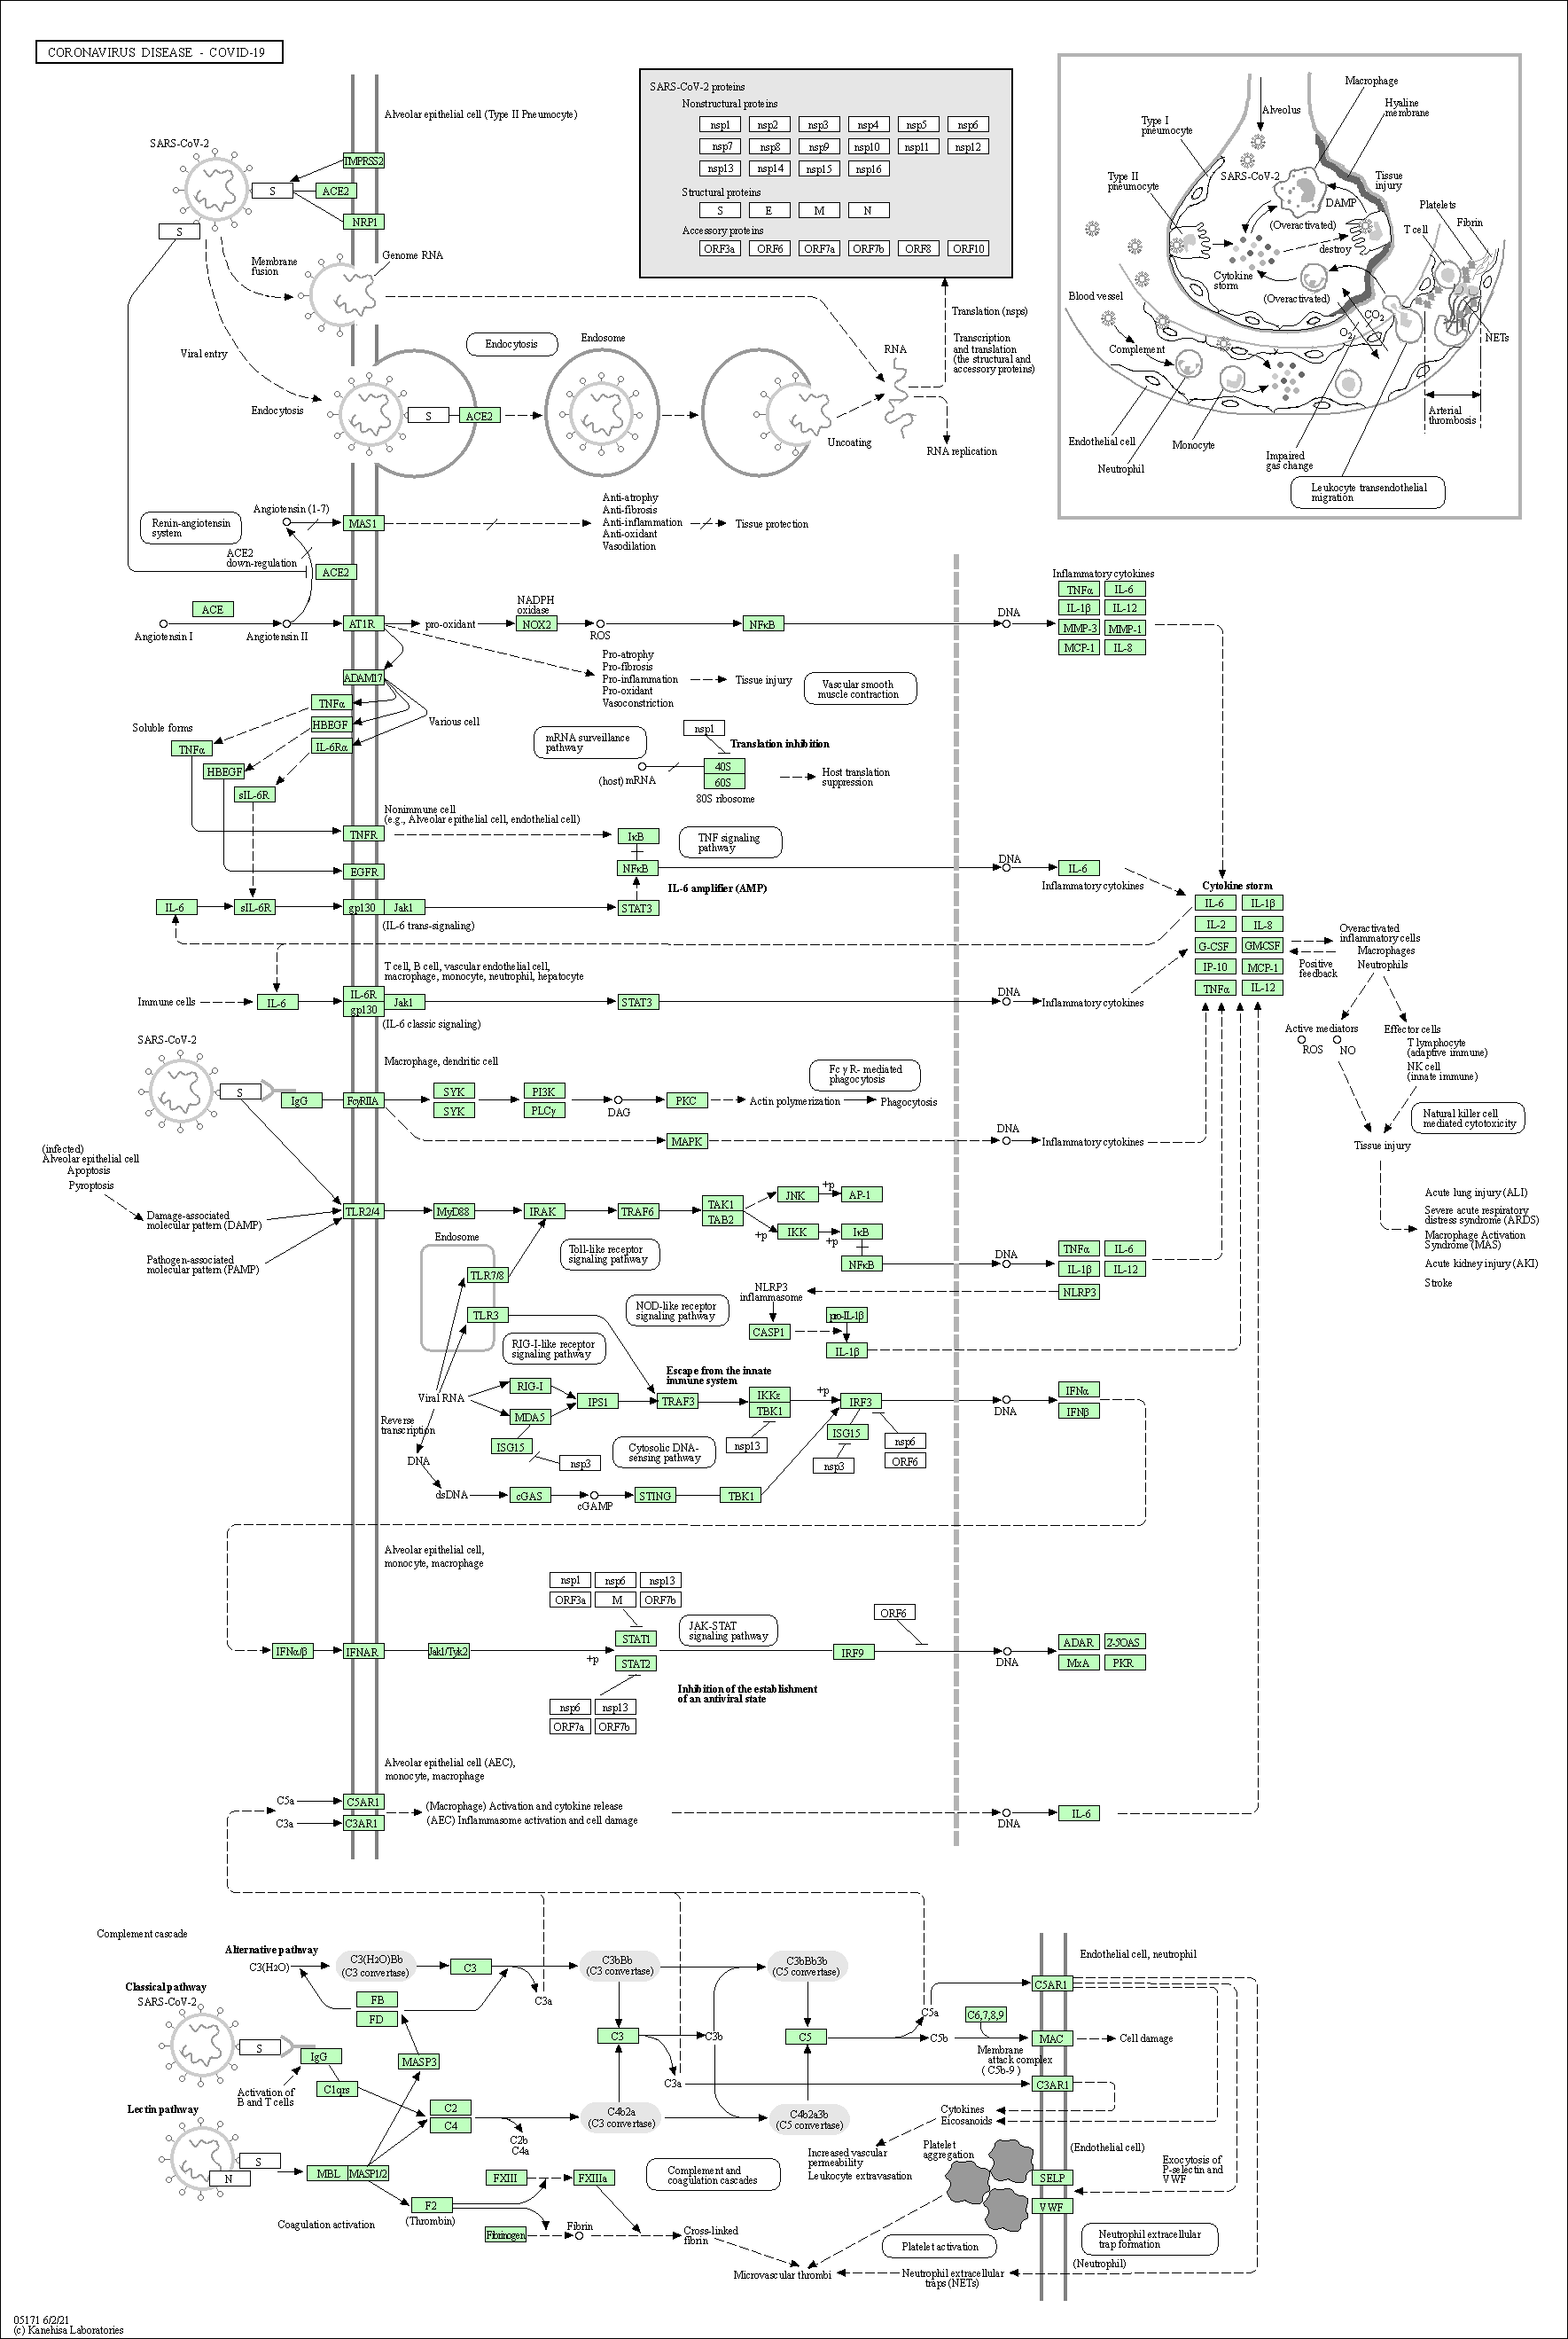 CORONAVIRUS DISEASE - COVID-19
Alveolar epithelial cell (Type II Pneumocyte)
SARS-CoV-2
TMPRSS2
S
ACE2
NRP1
S
Membrane
fusion
Genome RNA
Viral entry
Endocytosis
Endocytosis
Endosome
S
ACE2
Uncoating
RNA
RNA replication
Translation (nsps)
Transcription
and translation
(the structural and
accessory proteins)
SARS-CoV-2 proteins
Nonstructural proteins
nsp1 nsp2 nsp3 nsp4 nsp5 nsp6
nsp7 nsp8 nsp9 nsp10 nsp11 nsp12
nsp13 nsp14 nsp15 nsp16
Structural proteins
S E M N
Accessory proteins
ORF3a ORF6 ORF7a ORF7b ORF8 ORF10
Macrophage
Hyaline
membrane
Alveolus
Type I
pneumocyte
Type II
pneumocyte
SARS-CoV-2
Tissue
injury
DAMP
(Overactivated)
destroy
Platelets
Fibrin
T cell
Cytokine
storm
(Overactivated)
Blood vessel
CO2
O2
NETs
Complement
Arterial
thrombosis
Endothelial cell
Neutrophil
Monocyte
Impaired
gas change
Leukocyte transendothelial
migration
Renin-angiotensin
system
Angiotensin (1-7)
MAS1
Anti-atrophy
Anti-fibrosis
Anti-inflammation
Anti-oxidant
Vasodilation
Tissue protection
ACE2
down-regulation
ACE2
ACE
Angiotensin I
Angiotensin II
AT1R
pro-oxidant
NADPH
oxidase
NOX2
ROS
NFκB
DNA
Inflammatory cytokines
TNFα IL-6
IL-1β IL-12
MMP-3 MMP-1
MCP-1 IL-8
Pro-atrophy
Pro-fibrosis
Pro-inflammation
Pro-oxidant
Vasoconstriction
Tissue injury
Vascular smooth
muscle contraction
ADAM17
TNFα
HBEGF
IL-6Rα
Various cell
Soluble forms
TNFα
HBEGF
sIL-6R
mRNA surveillance
pathway
nsp1
Translation inhibition
(host) mRNA
40S
60S
80S ribosome
Host translation
suppression
Nonimmune cell
(e.g., Alveolar epithelial cell, endothelial cell)
TNFR
IκB
TNF signaling
pathway
EGFR
NFκB
DNA
IL-6
Inflammatory cytokines
IL-6 amplifier (AMP)
IL-6
sIL-6R
gp130
Jak1
STAT3
(IL-6 trans-signaling)
Cytokine storm
IL-6 IL-1β
IL-2 IL-8
G-CSF GMCSF
IP-10 MCP-1
TNFα IL-12
Positive
feedback
Overactivated
inflammatory cells
Macrophages
Neutrophils
T cell, B cell, vascular endothelial cell,
macrophage, monocyte, neutrophil, hepatocyte
Immune cells
IL-6
IL-6R
gp130
Jak1
STAT3
DNA
Inflammatory cytokines
(IL-6 classic signaling)
Active mediators
ROS
NO
Effector cells
T lymphocyte
(adaptive immune)
NK cell
(innate immune)
Natural killer cell
mediated cytotoxicity
Tissue injury
Acute lung injury (ALI)
Severe acute respiratory
distress syndrome (ARDS)
Macrophage Activation
Syndrome (MAS)
Acute kidney injury (AKI)
Stroke
SARS-CoV-2
Macrophage, dendritic cell
S
IgG
FcγRIIA
SYK
SYK
PI3K
PLCγ
DAG
PKC
Actin polymerization
Phagocytosis
Fc γ R- mediated
phagocytosis
MAPK
DNA
Inflammatory cytokines
(infected)
Alveolar epithelial cell
Apoptosis
Pyroptosis
Damage-associated
molecular pattern (DAMP)
Pathogen-associated
molecular pattern (PAMP)
TLR2/4
MyD88
IRAK
TRAF6
TAK1
TAB2
JNK
+p
AP-1
+p
IKK
+p
IκB
NFκB
DNA
TNFα IL-6
IL-1β IL-12
NLRP3
Endosome
TLR7/8
TLR3
Toll-like receptor
signaling pathway
NOD-like receptor
signaling pathway
RIG-I-like receptor
signaling pathway
NLRP3
inflammasome
CASP1
pro-IL-1β
IL-1β
Escape from the innate
immune system
Viral RNA
RIG-I
MDA5
IPS1
TRAF3
IKKε
TBK1
+p
IRF3
DNA
IFNα
IFNβ
Reverse
transcription
ISG15
nsp3
Cytosolic DNA-
sensing pathway
nsp13
ISG15
nsp3
nsp6
ORF6
DNA
dsDNA
cGAS
cGAMP
STING
TBK1
Alveolar epithelial cell,
monocyte, macrophage
nsp1 nsp6 nsp13
ORF3a M ORF7b
IFNα/β
IFNAR
Jak1/Tyk2
+p
STAT1
STAT2
JAK-STAT
signaling pathway
ORF6
IRF9
DNA
ADAR 2-5'OAS
MxA PKR
Inhibition of the establishment
of an antiviral state
nsp6 nsp13
ORF7a ORF7b
Alveolar epithelial cell (AEC),
monocyte, macrophage
C5a
C5AR1
C3a
C3AR1
(Macrophage) Activation and cytokine release
(AEC) Inflammasome activation and cell damage
DNA
IL-6
Complement cascade
Alternative pathway
C3(H2O)
C3(H2O)Bb
(C3 convertase)
C3
C3a
C3bBb
(C3 convertase)
C3bBb3b
(C5 convertase)
Endothelial cell, neutrophil
C5AR1
FB
FD
Classical pathway
SARS-CoV-2
S
IgG
C1qrs
Activation of
B and T cells
MASP3
C3
C3b
C3a
C5
C5a
C5b
C6,7,8,9
MAC
Cell damage
Membrane
attack complex
( C5b-9 )
C3AR1
Lectin pathway
S
N
C2
C4
C2b
C4a
C4b2a
(C3 convertase)
C4b2a3b
(C5 convertase)
Cytokines
Eicosanoids
Increased vascular
permeability
Leukocyte extravasation
Platelet
aggregation
(Endothelial cell)
Exocytosis of
P-selectin and
VWF
SELP
VWF
MBL
MASP1/2
F2
(Thrombin)
FXIII
FXIIIa
Complement and
coagulation cascades
Coagulation activation
Fibrinogen
Fibrin
Cross-linked
fibrin
Platelet activation
Neutrophil extracellular
trap formation
(Neutrophil)
Microvascular thrombi
Neutrophil extracellular
traps (NETs)
05171 6/2/21
(c) Kanehisa Laboratories